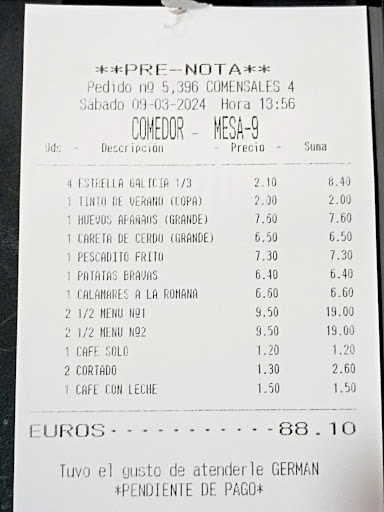 **PRE-NOTA**
Pedido nº 5,396 COMENSALES 4
Sábado 09-03-2024 Hora 13:56
COMEDOR - MESA-9
Uds - Descripción - Precio - Suma
4 ESTRELLA GALICIA 1/3 2.10 8.40
1 TINTO DE VERANO (COPA) 2.00 2.00
1 HUEVOS AFAÑAOS (GRANDE) 7.60 7.60
1 CARETA DE CERDO (GRANDE) 6.50 6.50
1 PESCADITO FRITO 7.30 7.30
1 PATATAS BRAVAS 6.40 6.40
1 CALAMARES A LA ROMANA 6.60 6.60
2 1/2 MENU Nº1 9.50 19.00
2 1/2 MENU Nº2 9.50 19.00
1 CAFE SOLO 1.20 1.20
2 CORTADO 1.30 2.60
1 CAFE CON LECHE 1.50 1.50
EUROS-----------88.10
Tuvo el gusto de atenderle GERMAN
*PENDIENTE DE PAGO*